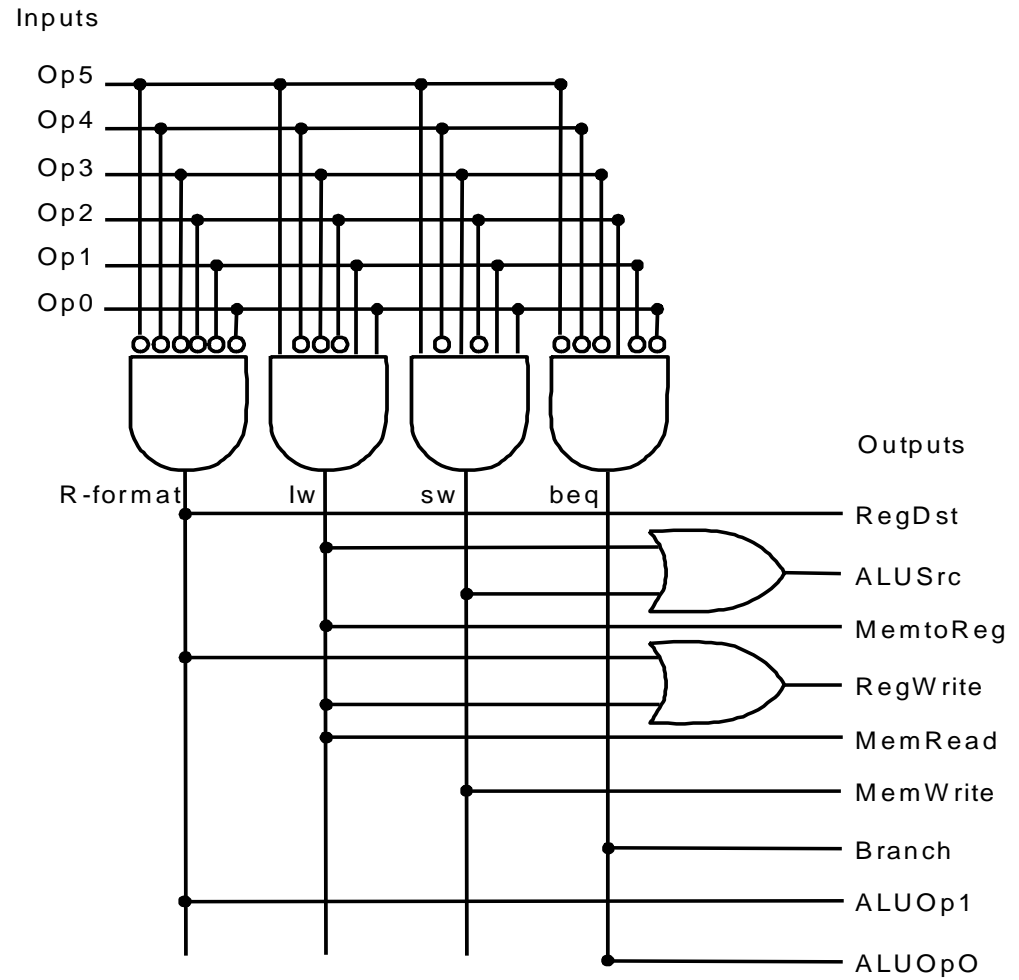 Inputs
Op5
Op4
Op3
Op2
Op1
Op0
Outputs
R-format
lw
sw
beq
RegDst
ALUSrc
MemtoReg
RegWrite
MemRead
MemWrite
Branch
ALUOp1
ALUOpO